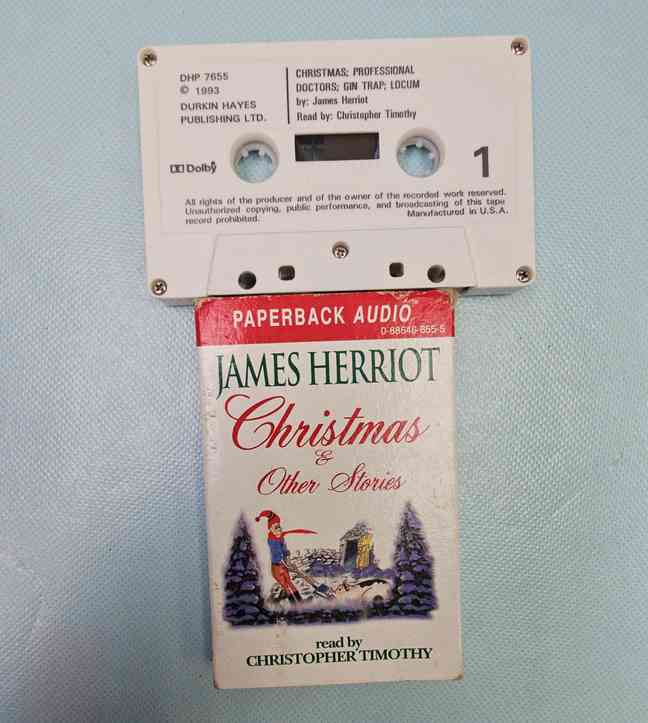 DHP 7655
© 1993
DURKIN HAYES
PUBLISHING LTD.
CHRISTMAS; PROFESSIONAL
DOCTORS; GIN TRAP; LOCUM
by: James Herriot
Read by: Christopher Timothy
Dolby
1
All rights of the producer and of the owner of the recorded work reserved.
Unauthorized copying, public performance, and broadcasting of this tape
record prohibited. Manufactured in U.S.A.
PAPERBACK AUDIO™
0-88646-855-5
JAMES HERRIOT
Christmas
&
Other Stories
read by
CHRISTOPHER TIMOTHY